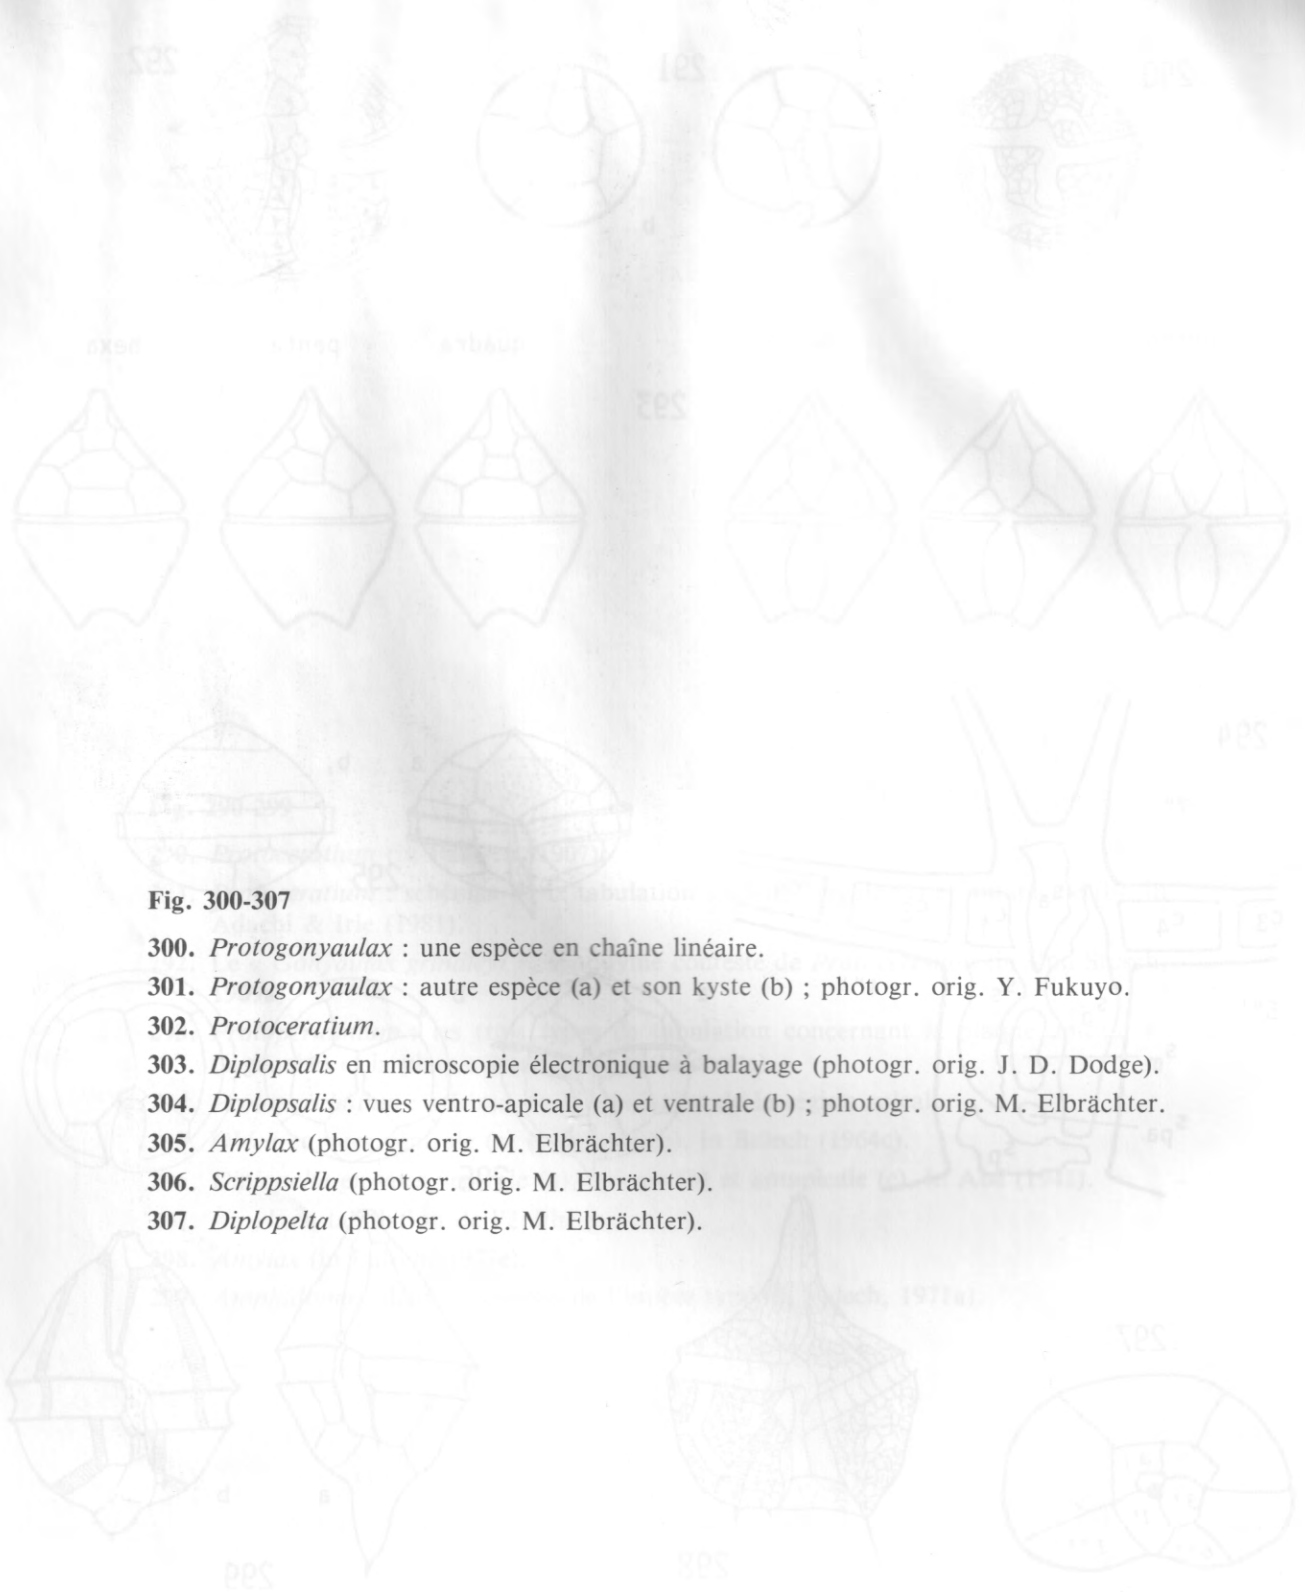 Fig. 300-307
300. Protogonyaulax : une espèce en chaîne linéaire.
301. Protogonyaulax : autre espèce (a) et son kyste (b) ; photogr. orig. Y. Fukuyo.
302. Protoceratium.
303. Diplopsalis en microscopie électronique à balayage (photogr. orig. J. D. Dodge).
304. Diplopsalis : vues ventro-apicale (a) et ventrale (b) ; photogr. orig. M. Elbrächter.
305. Amylax (photogr. orig. M. Elbrächter).
306. Scrippsiella (photogr. orig. M. Elbrächter).
307. Diplopelta (photogr. orig. M. Elbrächter).